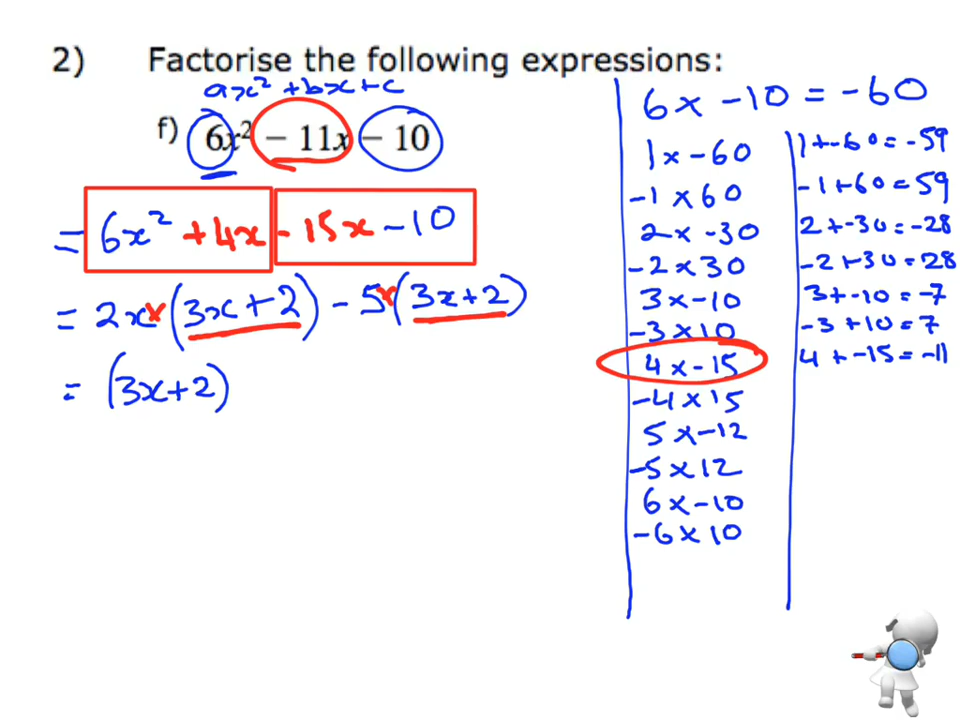 2) Factorise the following expressions:
ax² + bx + c
f) 6x² − 11x − 10
= 6x² + 4x − 15x − 10
= 2x × (3x + 2) − 5 × (3x + 2)
= (3x + 2)
6 x −10 = −60
1 x −60
−1 x 60
2 x −30
−2 x 30
3 x −10
−3 x 10
4 x −15
−4 x 15
5 x −12
−5 x 12
6 x −10
−6 x 10
1 + −60 = −59
−1 + 60 = 59
2 + −30 = −28
−2 + 30 = 28
3 + −10 = −7
−3 + 10 = 7
4 + −15 = −11